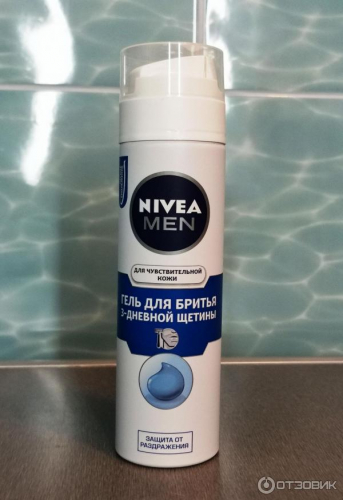 NIVEA
MEN
ДЛЯ ЧУВСТВИТЕЛЬНОЙ
КОЖИ
ГЕЛЬ ДЛЯ БРИТЬЯ
3-ДНЕВНОЙ ЩЕТИНЫ
ЗАЩИТА ОТ
РАЗДРАЖЕНИЯ
ОТЗОВИК